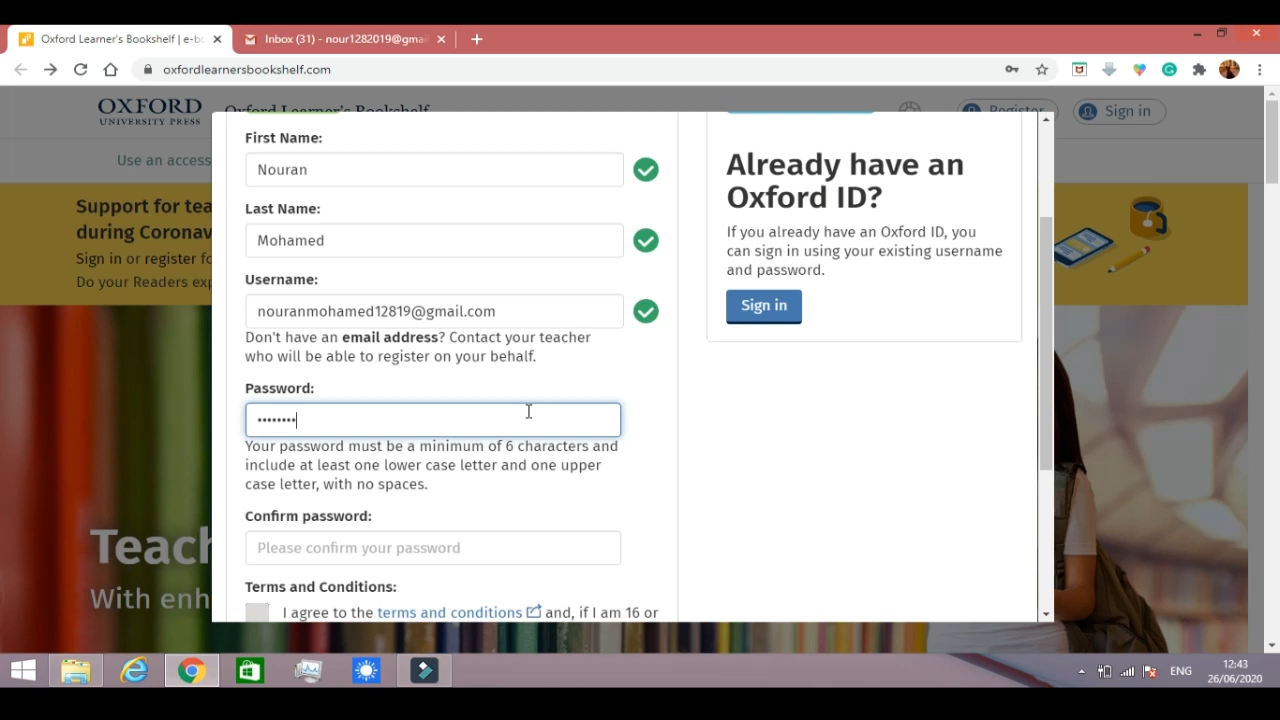 Oxford Learner's Bookshelf | e-bo
Inbox (31) - nour1282019@gma
oxfordlearnersbookshelf.com
OXFORD
UNIVERSITY PRESS
Oxford Learner's Bookshelf
Register
Sign in
Use an access
Support for tea
during Coronav
Sign in or register fo
Do your Readers exp
Teach
With enh
First Name:
Nouran
Last Name:
Mohamed
Username:
nouranmohamed12819@gmail.com
Don't have an email address? Contact your teacher
who will be able to register on your behalf.
Password:
••••••••
Your password must be a minimum of 6 characters and
include at least one lower case letter and one upper
case letter, with no spaces.
Confirm password:
Please confirm your password
Terms and Conditions:
I agree to the terms and conditions and, if I am 16 or
Already have an
Oxford ID?
If you already have an Oxford ID, you
can sign in using your existing username
and password.
Sign in
ENG
12:43
26/06/2020